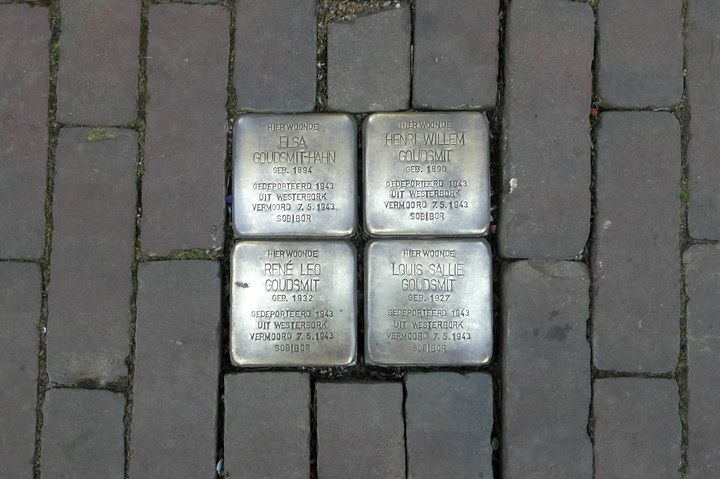 HIER WOONDE
ELSA
GOUDSMIT-HAHN
GEB. 1894
GEDEPORTEERD 1943
UIT WESTERBORK
VERMOORD 7.5.1943
SOBIBOR
HIER WOONDE
HENRI WILLEM
GOUDSMIT
GEB. 1890
GEDEPORTEERD 1943
UIT WESTERBORK
VERMOORD 7.5.1943
SOBIBOR
HIER WOONDE
RENÉ LEO
GOUDSMIT
GEB. 1932
GEDEPORTEERD 1943
UIT WESTERBORK
VERMOORD 7.5.1943
SOBIBOR
HIER WOONDE
LOUIS SALLIE
GOUDSMIT
GEB. 1927
GEDEPORTEERD 1943
UIT WESTERBORK
VERMOORD 7.5.1943
SOBIBOR